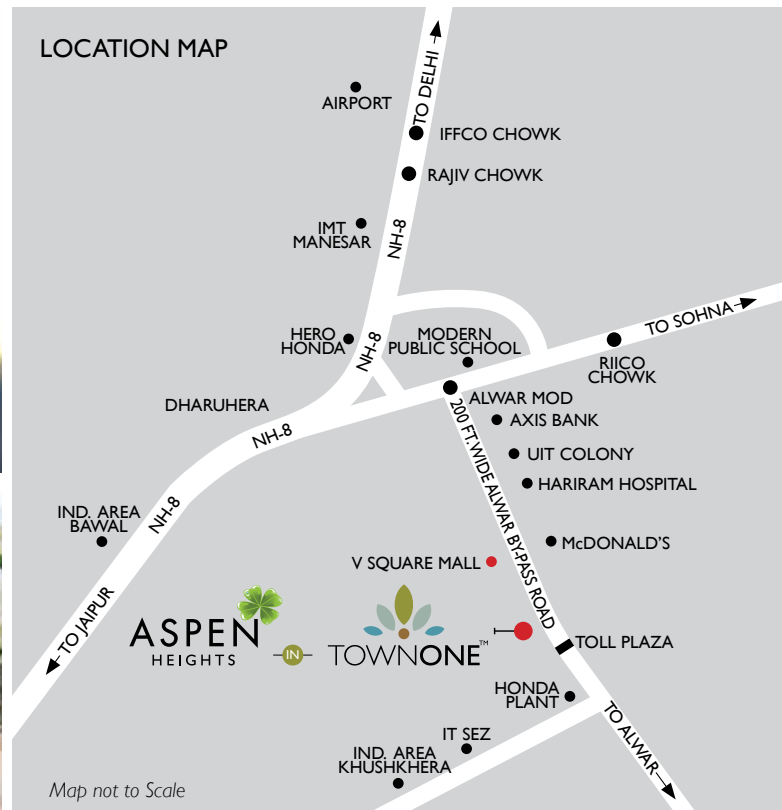 LOCATION MAP
TO DELHI
AIRPORT
IFFCO CHOWK
RAJIV CHOWK
IMT
MANESAR
NH-8
HERO
HONDA
NH-8
MODERN
PUBLIC SCHOOL
TO SOHNA
RIICO
CHOWK
DHARUHERA
ALWAR MOD
NH-8
AXIS BANK
200 FT. WIDE ALWAR BY-PASS ROAD
UIT COLONY
HARIRAM HOSPITAL
IND. AREA
BAWAL
NH-8
McDONALD'S
V SQUARE MALL
TO JAIPUR
ASPEN
HEIGHTS
IN
TOWNONE™
TOLL PLAZA
HONDA
PLANT
TO ALWAR
IT SEZ
IND. AREA
KHUSHKHERA
Map not to Scale